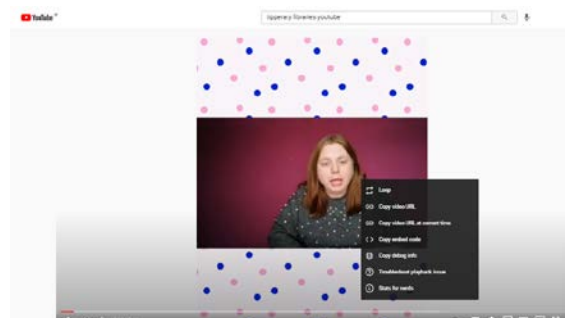 YouTube
tipperary libraries youtube
Loop
Copy video URL
Copy video URL at current time
Copy embed code
Copy debug info
Troubleshoot playback issue
Stats for nerds